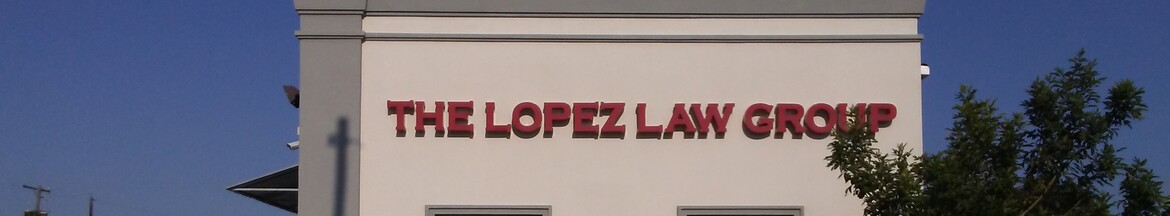 THE LOPEZ LAW GROUP